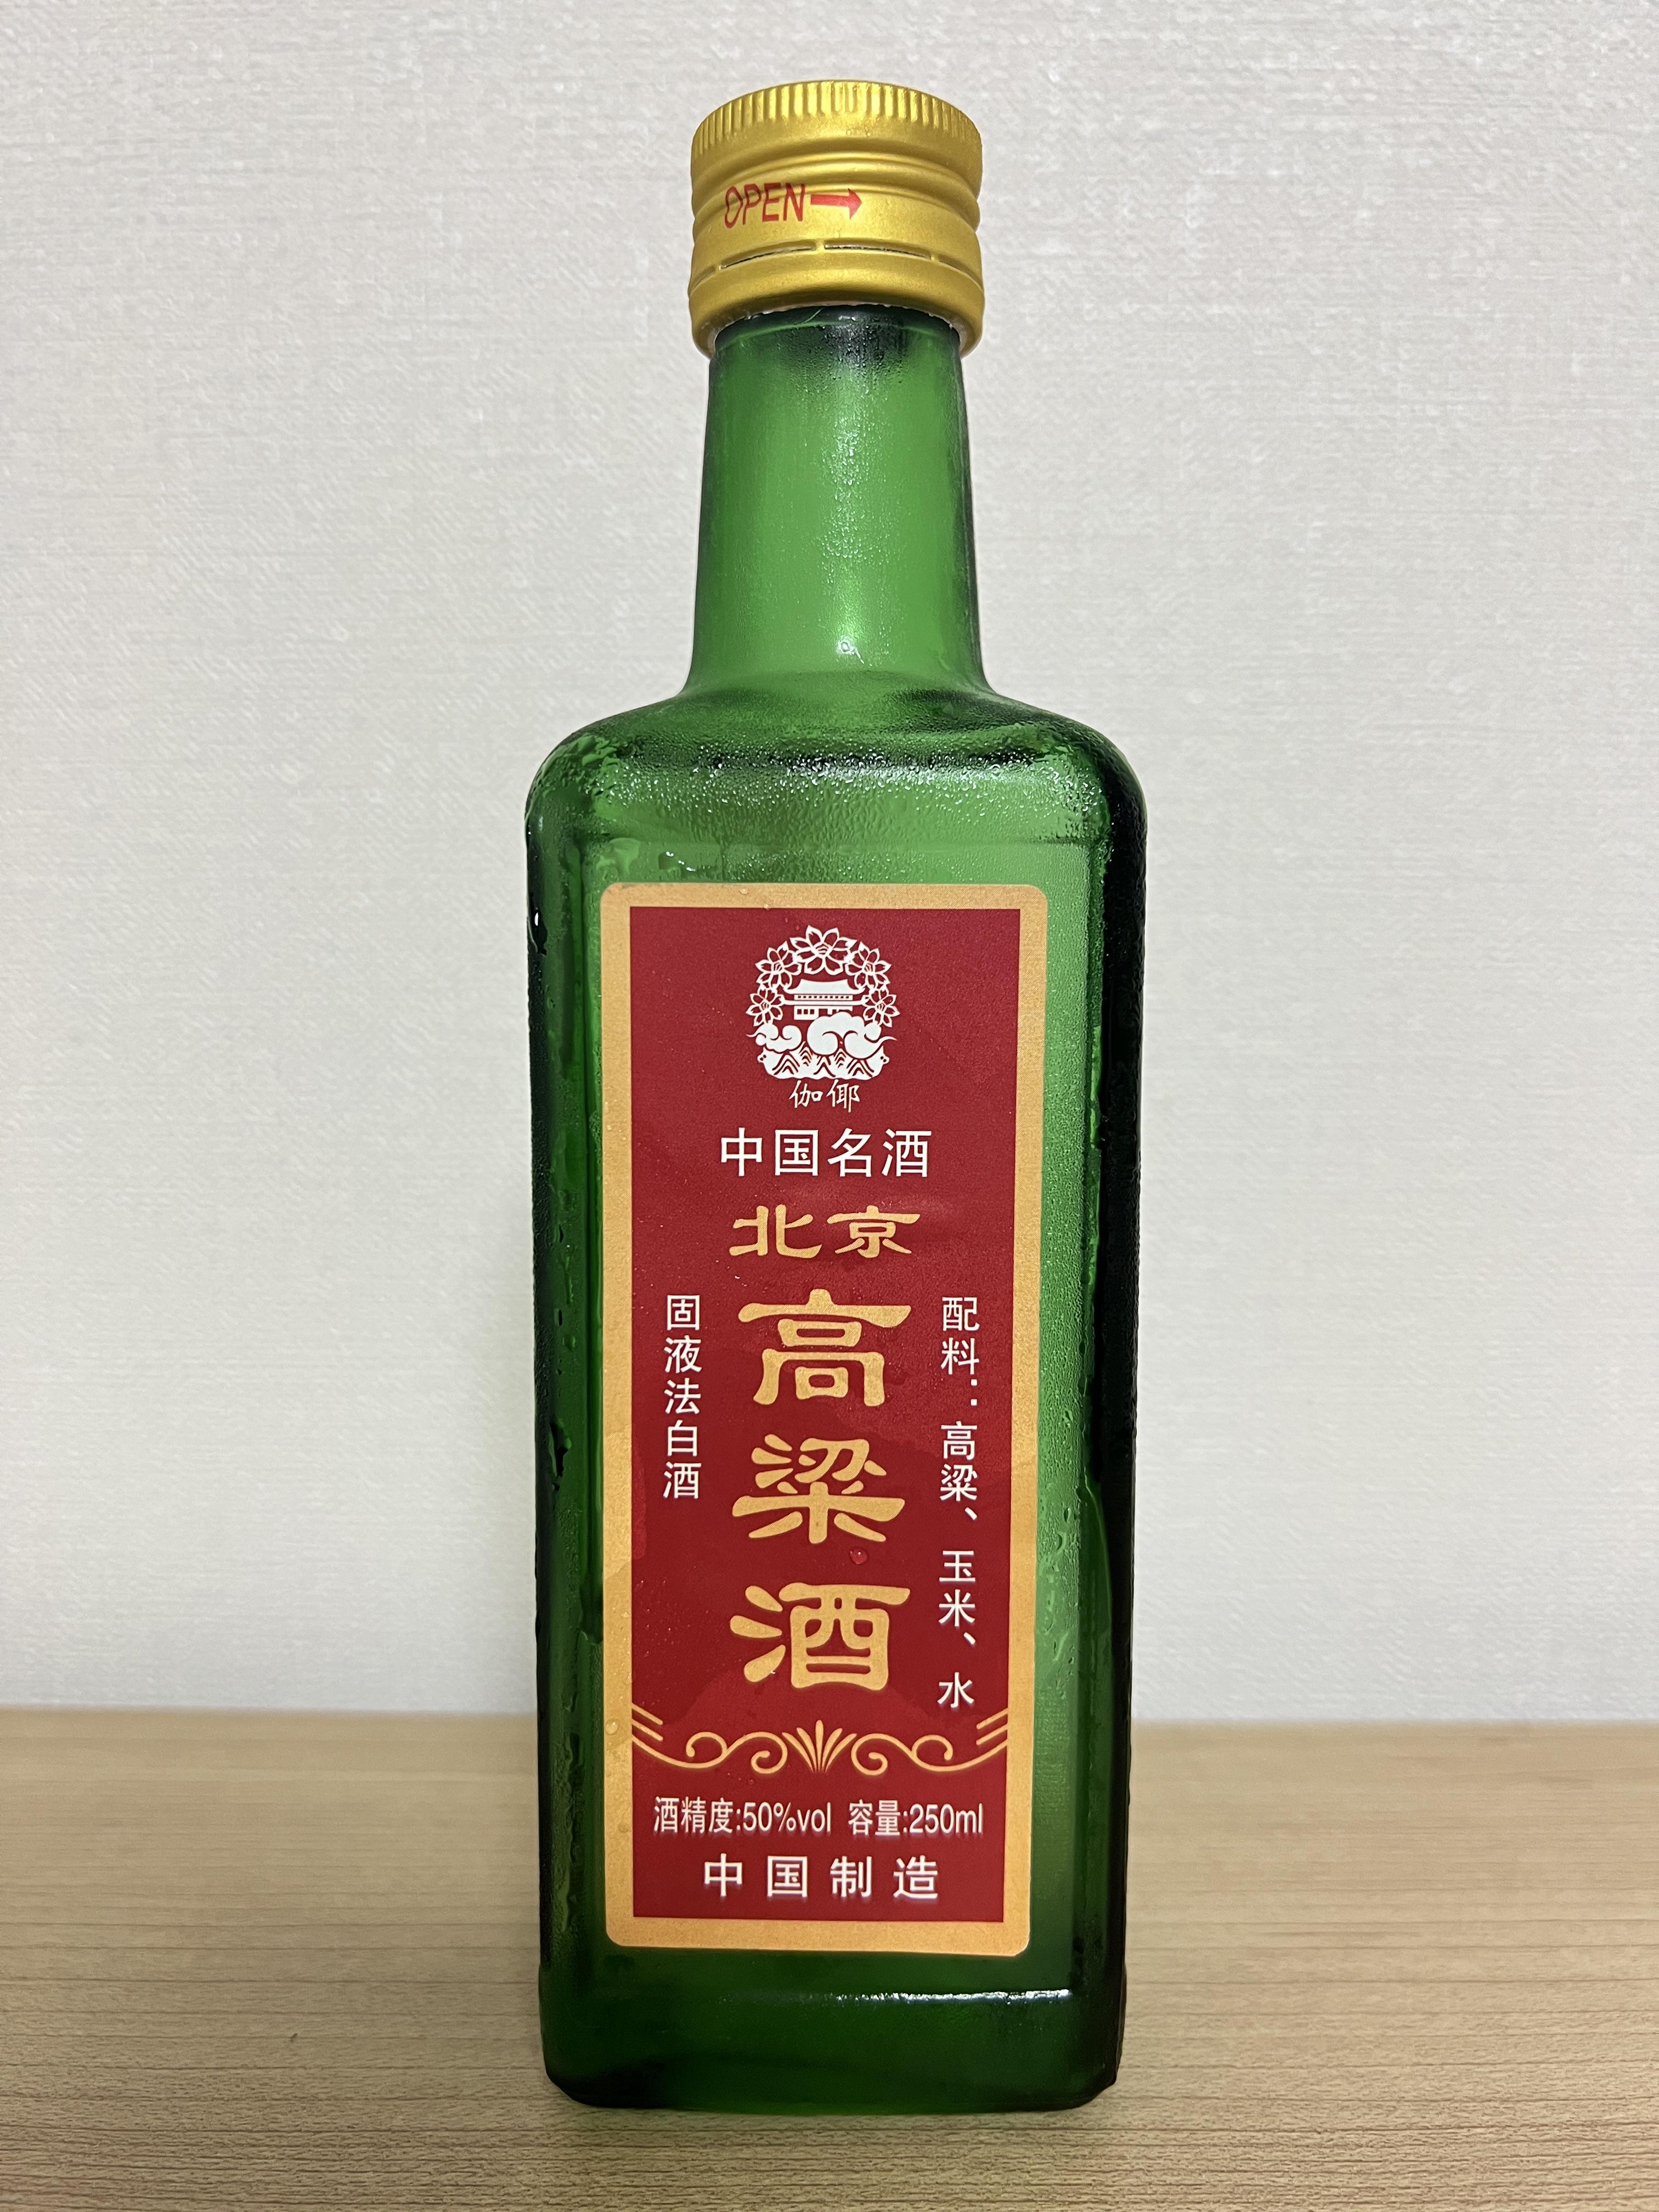 OPEN→
伽倻
中国名酒
北京
高粱酒
固液法白酒
配料：高粱、玉米、水
酒精度:50%vol 容量:250ml
中国制造